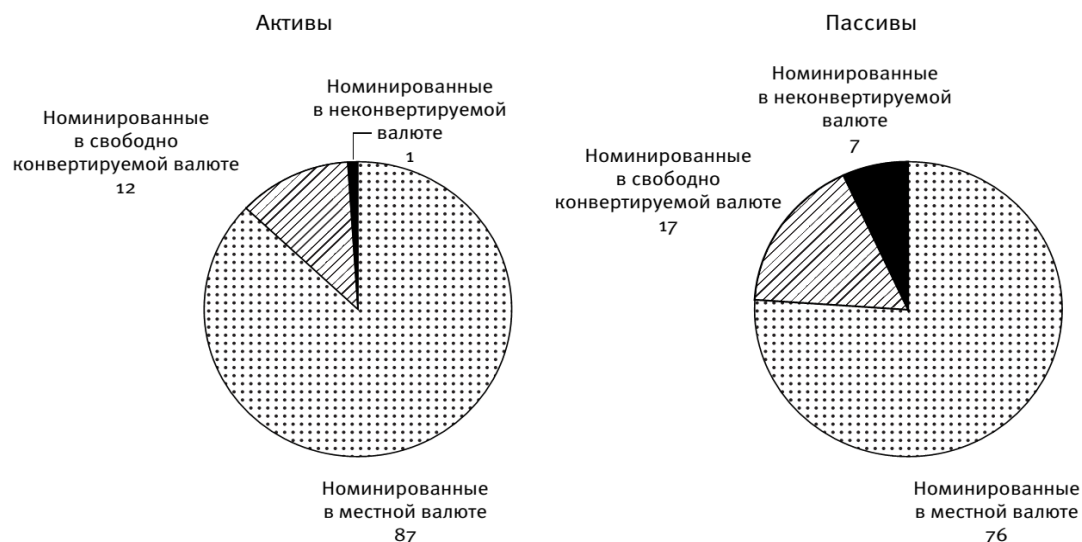 Активы
Номинированные
в неконвертируемой
валюте
1
Номинированные
в свободно
конвертируемой валюте
12
Номинированные
в местной валюте
87
Пассивы
Номинированные
в неконвертируемой
валюте
7
Номинированные
в свободно
конвертируемой валюте
17
Номинированные
в местной валюте
76